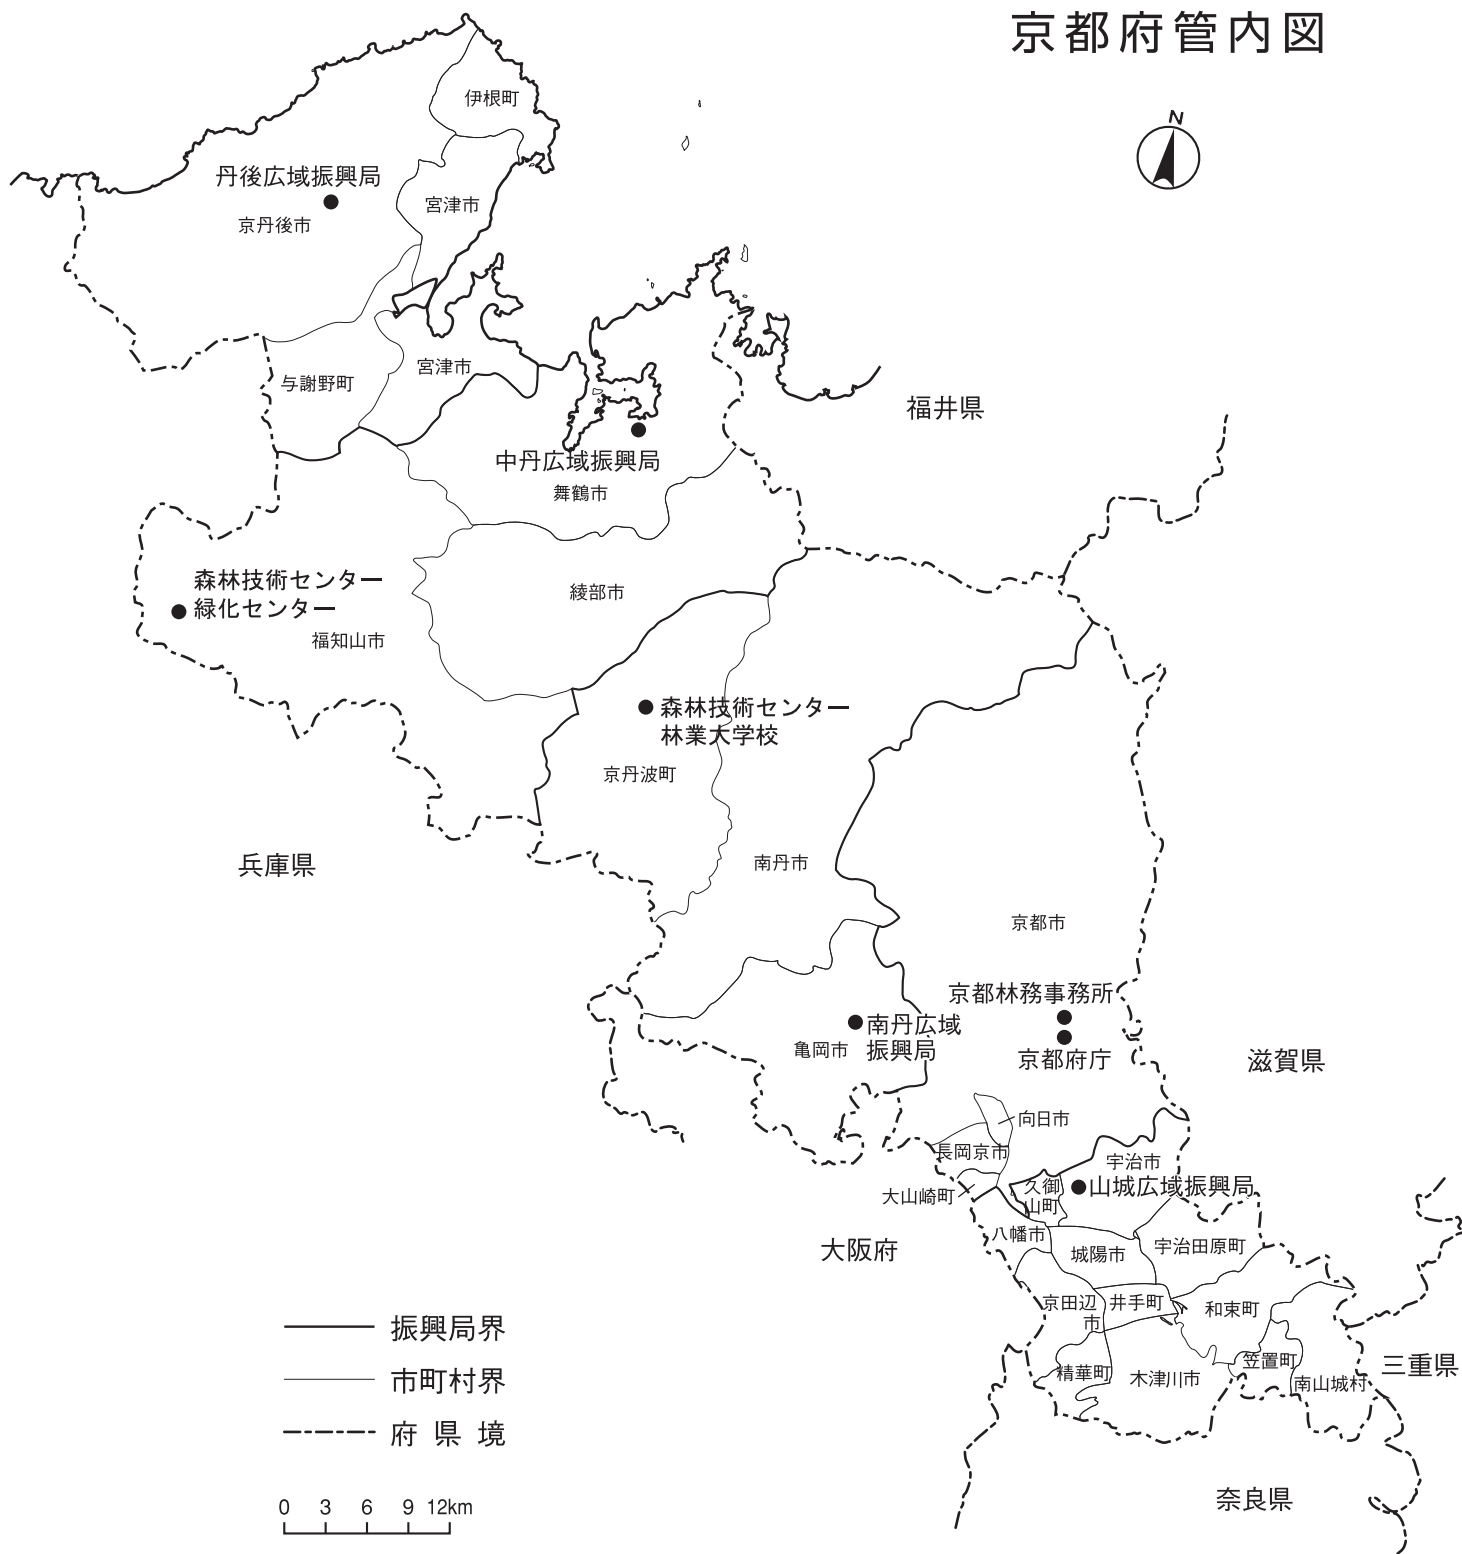 京都府管内図
N
伊根町
丹後広域振興局
宮津市
京丹後市
宮津市
与謝野町
福井県
中丹広域振興局
舞鶴市
森林技術センター
緑化センター
綾部市
福知山市
森林技術センター
林業大学校
京丹波町
兵庫県
南丹市
京都市
京都林務事務所
南丹広域
振興局
亀岡市
京都府庁
滋賀県
向日市
長岡京市
宇治市
大山崎町
久御
山町
山城広域振興局
八幡市
大阪府
城陽市
宇治田原町
京田辺
市
井手町
和束町
振興局界
市町村界
府県境
精華町
木津川市
笠置町
南山城村
三重県
奈良県
0 3 6 9 12km